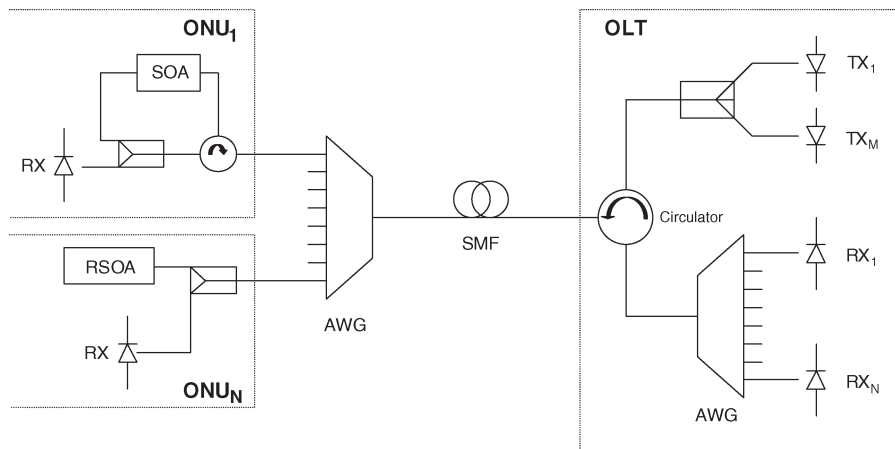 ONU1
OLT
SOA
TX1
RX
TXM
Circulator
SMF
RSOA
RX1
AWG
RX
ONUN
RXN
AWG